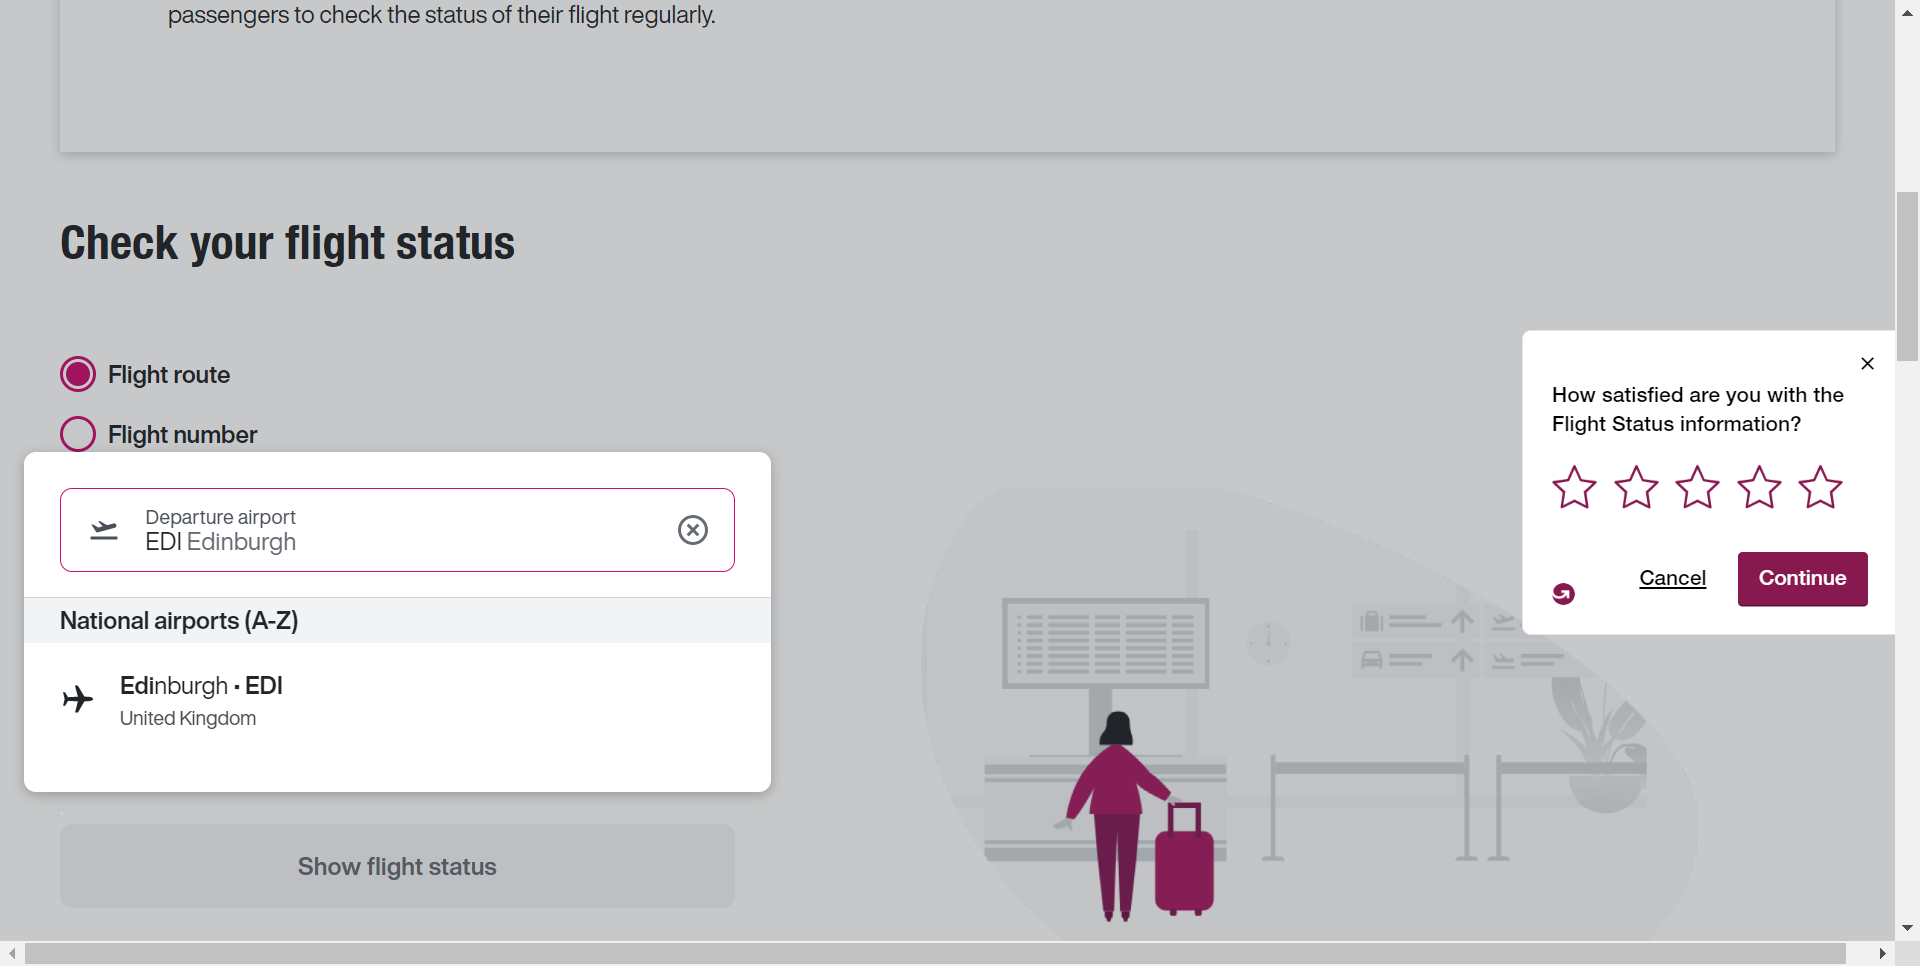 passengers to check the status of their flight regularly.
Check your flight status
Flight route
Flight number
Departure airport
EDI Edinburgh
National airports (A-Z)
Edinburgh · EDI
United Kingdom
Show flight status
How satisfied are you with the
Flight Status information?
Cancel
Continue